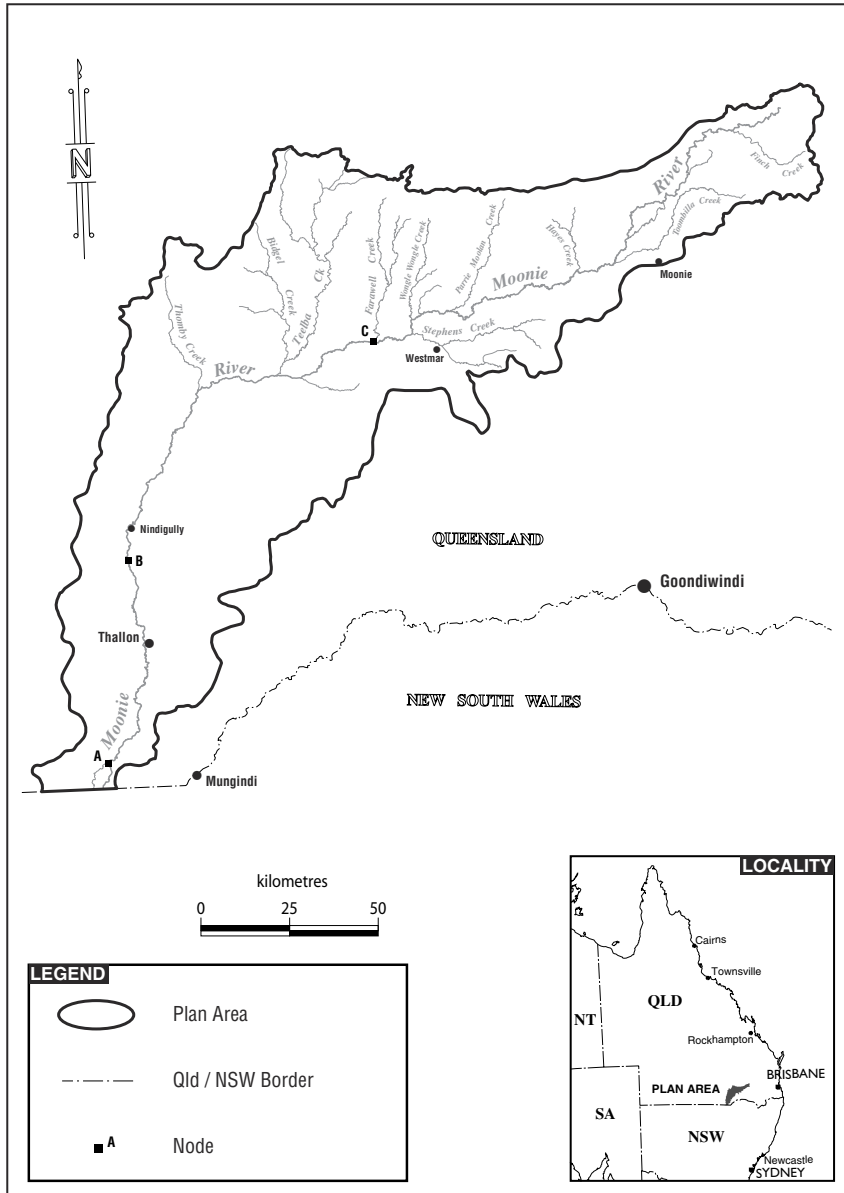 N
River
Finch Creek
Toombilla Creek
Moonie
Hayes Creek
Parrie Moolan Creek
Moonie
Wongle Wongle Creek
Farawell Creek
Bidgel Creek
Teelba Ck
Thomby Creek
C
Stephens Creek
Westmar
River
Nindigully
B
QUEENSLAND
Goondiwindi
Thallon
NEW SOUTH WALES
Moonie
A
Mungindi
kilometres
0 25 50
LEGEND
Plan Area
Qld / NSW Border
A Node
LOCALITY
Cairns
Townsville
QLD
NT
Rockhampton
PLAN AREA
BRISBANE
SA
NSW
Newcastle
SYDNEY